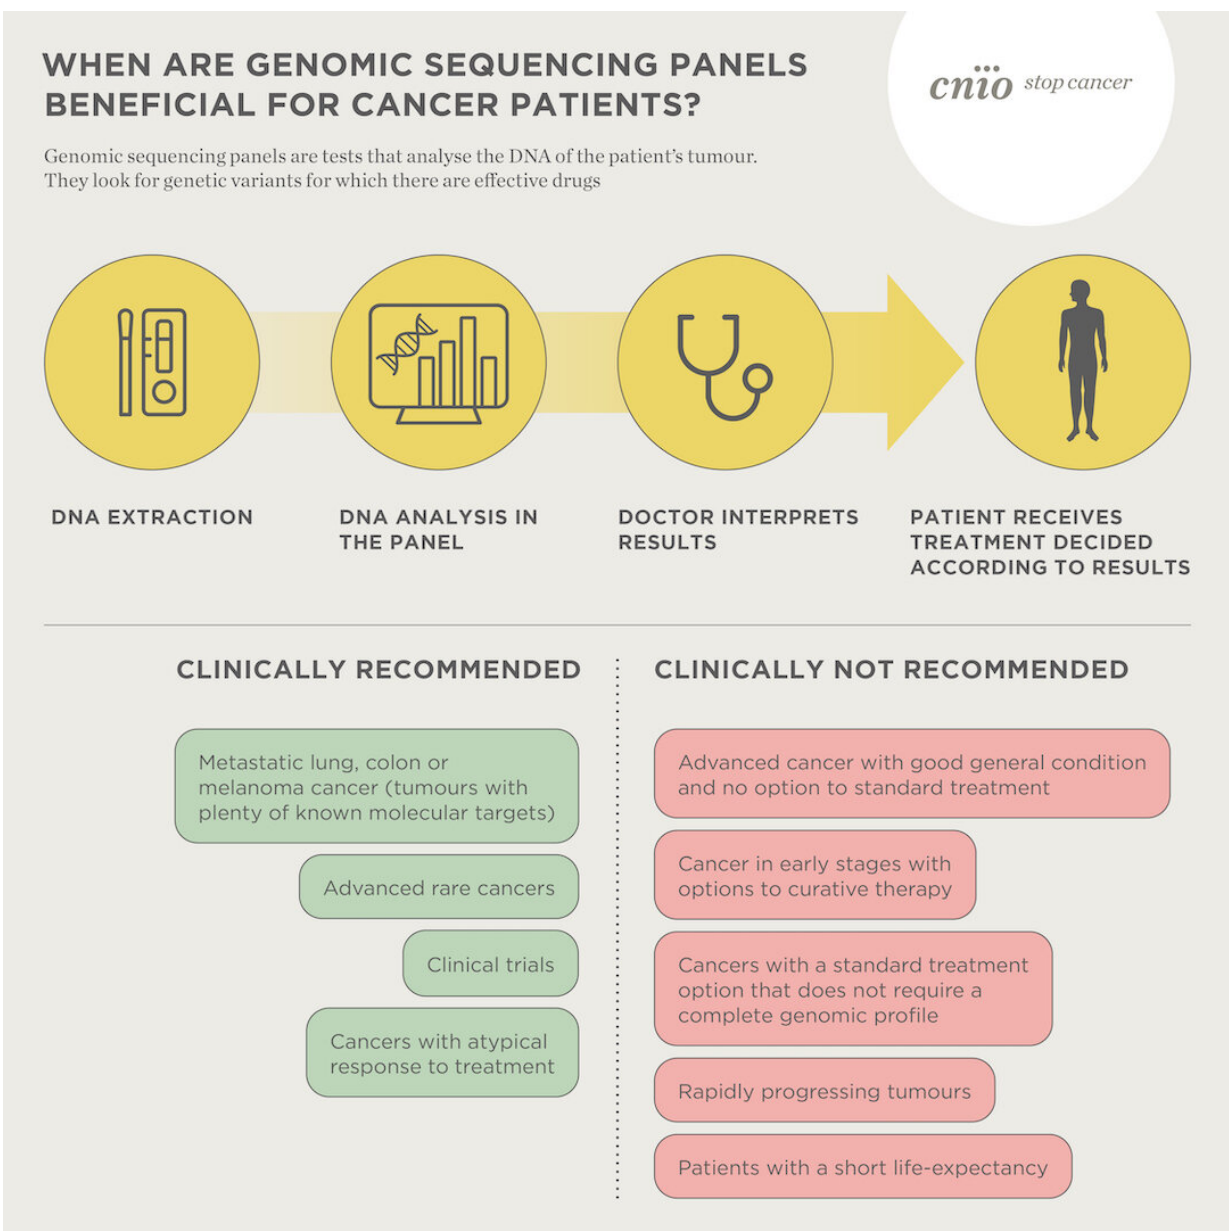 WHEN ARE GENOMIC SEQUENCING PANELS
BENEFICIAL FOR CANCER PATIENTS?
cnio stop cancer
Genomic sequencing panels are tests that analyse the DNA of the patient's tumour.
They look for genetic variants for which there are effective drugs
DNA EXTRACTION
DNA ANALYSIS IN
THE PANEL
DOCTOR INTERPRETS
RESULTS
PATIENT RECEIVES
TREATMENT DECIDED
ACCORDING TO RESULTS
CLINICALLY RECOMMENDED
Metastatic lung, colon or
melanoma cancer (tumours with
plenty of known molecular targets)
Advanced rare cancers
Clinical trials
Cancers with atypical
response to treatment
CLINICALLY NOT RECOMMENDED
Advanced cancer with good general condition
and no option to standard treatment
Cancer in early stages with
options to curative therapy
Cancers with a standard treatment
option that does not require a
complete genomic profile
Rapidly progressing tumours
Patients with a short life-expectancy